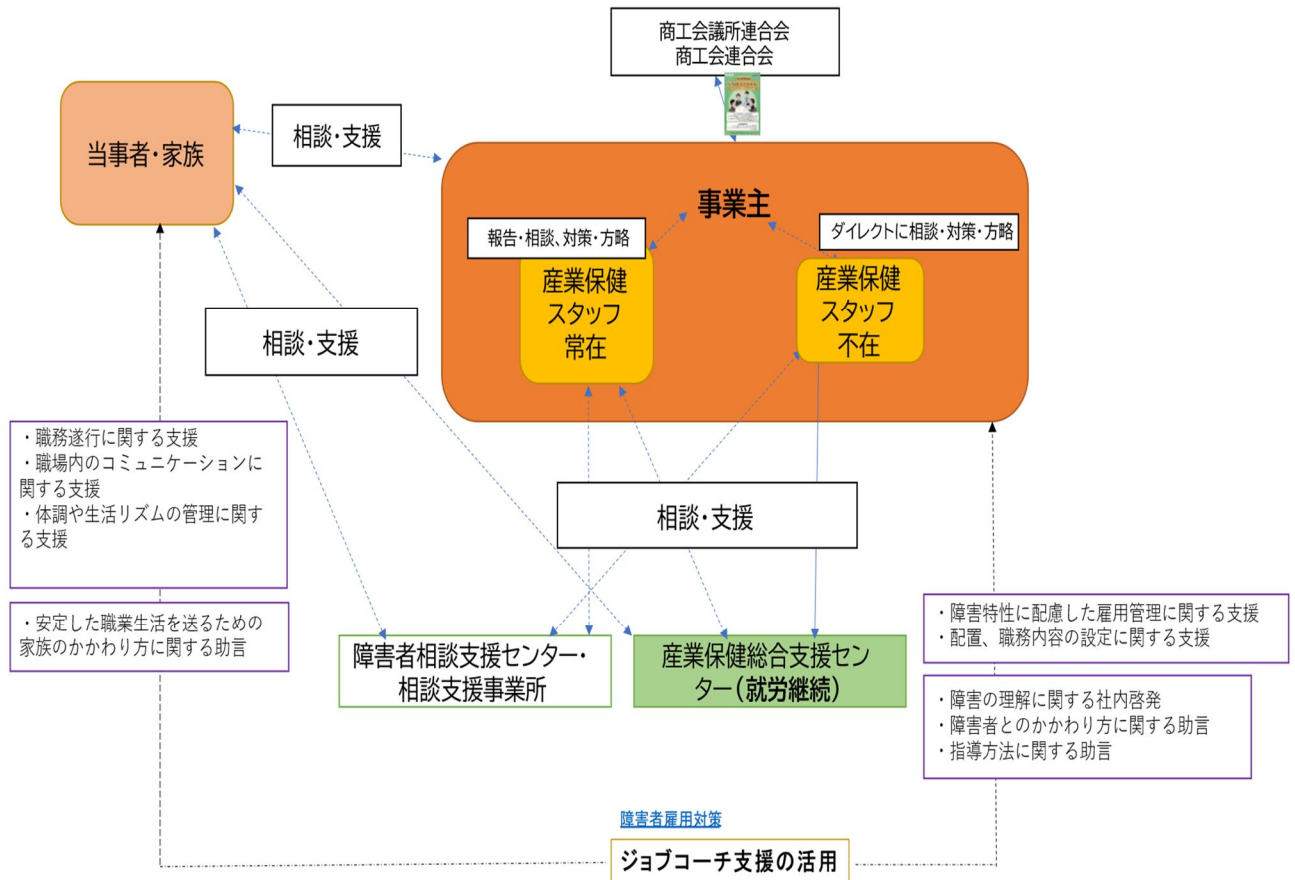 商工会議所連合会
商工会連合会
当事者・家族
相談・支援
事業主
報告・相談、対策・方略
ダイレクトに相談・対策・方略
産業保健
スタッフ
常在
産業保健
スタッフ
不在
相談・支援
・職務遂行に関する支援
・職場内のコミュニケーションに
関する支援
・体調や生活リズムの管理に関す
る支援
相談・支援
・安定した職業生活を送るための
家族のかかわり方に関する助言
障害者相談支援センター・
相談支援事業所
産業保健総合支援セン
ター(就労継続)
・障害特性に配慮した雇用管理に関する支援
・配置、職務内容の設定に関する支援
・障害の理解に関する社内啓発
・障害者とのかかわり方に関する助言
・指導方法に関する助言
障害者雇用対策
ジョブコーチ支援の活用